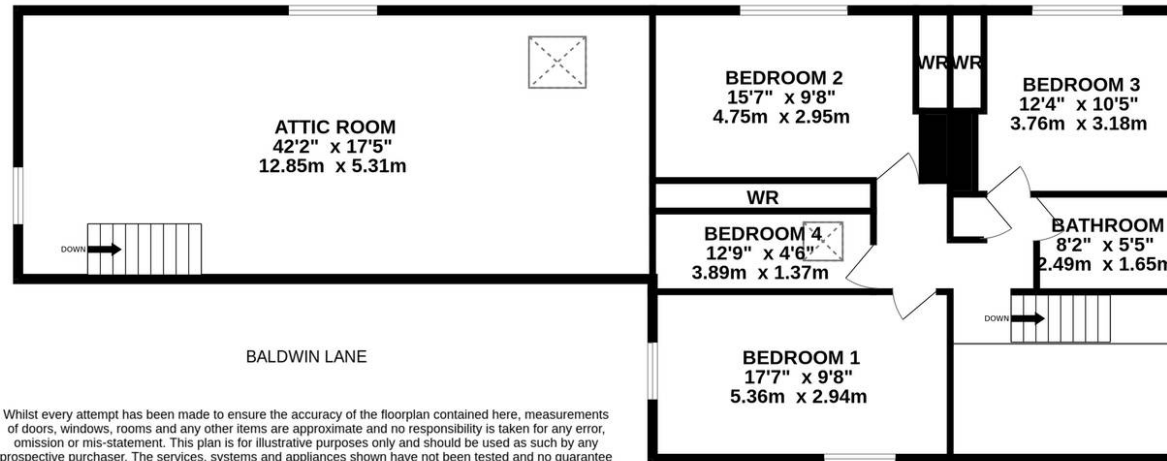 ATTIC ROOM
42'2" x 17'5"
12.85m x 5.31m
DOWN
BEDROOM 2
15'7" x 9'8"
4.75m x 2.95m
WR
WR
BEDROOM 3
12'4" x 10'5"
3.76m x 3.18m
WR
BEDROOM 4
12'9" x 4'6"
3.89m x 1.37m
BATHROOM
8'2" x 5'5"
2.49m x 1.65m
DOWN
BEDROOM 1
17'7" x 9'8"
5.36m x 2.94m
BALDWIN LANE
Whilst every attempt has been made to ensure the accuracy of the floorplan contained here, measurements
of doors, windows, rooms and any other items are approximate and no responsibility is taken for any error,
omission or mis-statement. This plan is for illustrative purposes only and should be used as such by any
prospective purchaser. The services, systems and appliances shown have not been tested and no guarantee